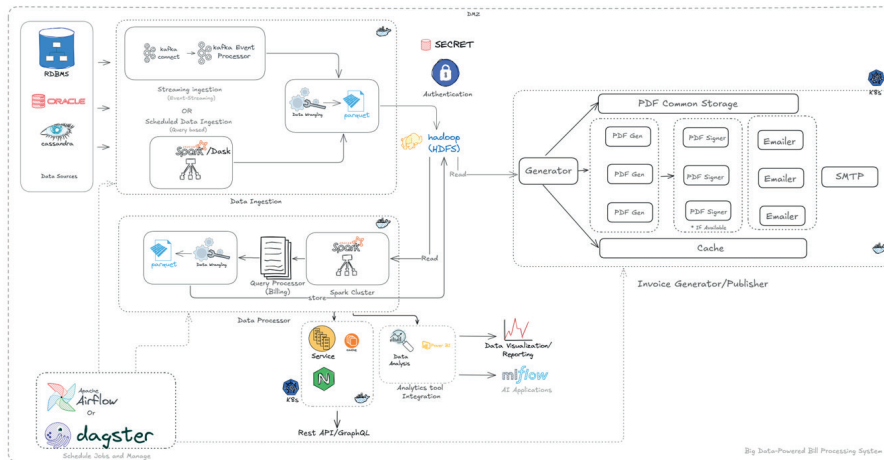 DMZ
RDBMS
ORACLE
cassandra
Data Sources
kafka
connect
kafka Event
Processor
Streaming ingestion
(Event-Streaming)
OR
Scheduled Data Ingestion
(Query based)
Spark/Dask
Data Wrangling
parquet
Data Ingestion
SECRET
Authentication
hadoop
(HDFS)
Read
K8s
PDF Common Storage
Generator
PDF Gen
PDF Gen
PDF Gen
PDF Signer
PDF Signer
PDF Signer
* IF Available
Emailer
Emailer
Emailer
SMTP
Cache
Invoice Generator/Publisher
parquet
Data Wrangling
Query Processor
(Billing)
Spark
Spark Cluster
Read
store
Data Processor
Service
N
K8s
Rest API/GraphQL
Data
Analysis
Power BI
Analytics tool
Integration
Data Visualization/
Reporting
mlflow
AI Applications
Apache
Airflow
Or
dagster
Schedule Jobs and Manage
Big Data-Powered Bill Processing System